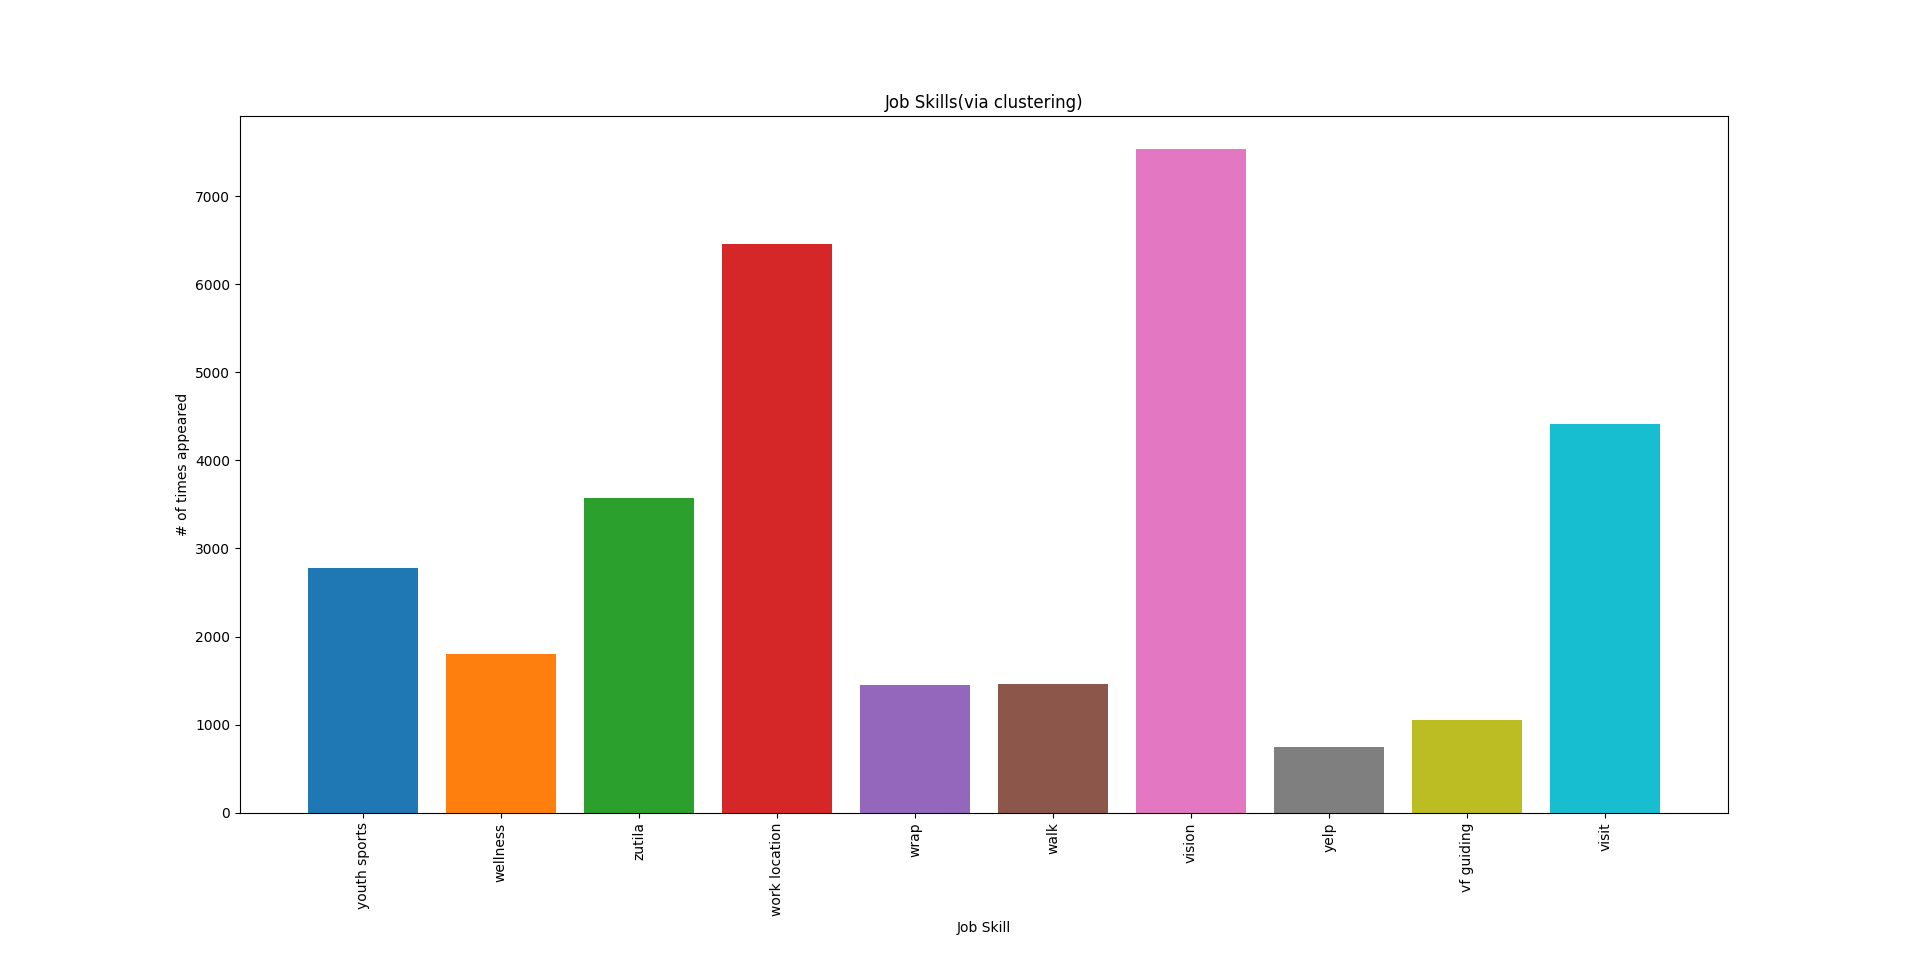 Job Skills(via clustering)
# of times appeared
7000
6000
5000
4000
3000
2000
1000
0
youth sports
wellness
zutila
work location
wrap
walk
vision
yelp
vf guiding
visit
Job Skill